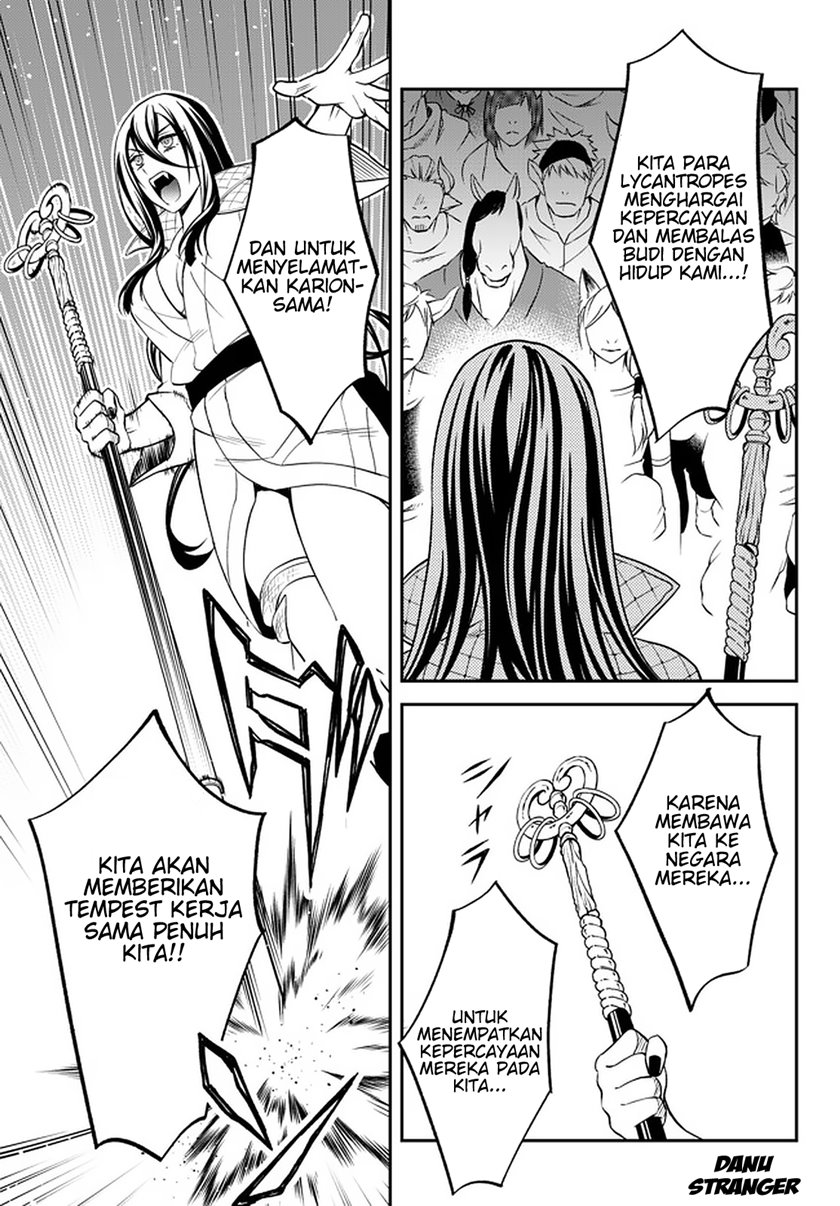 KITA PARA
LYCANTROPES
MENGHARGAI
KEPERCAYAAN
DAN MEMBALAS
BUDI DENGAN
HIDUP KAMI...!
KARENA
MEMBAWA
KITA KE
NEGARA
MEREKA...
UNTUK
MENEMPATKAN
KEPERCAYAAN
MEREKA PADA
KITA...
DAN UNTUK
MENYELAMAT-
KAN KARION-
SAMA!
KITA AKAN
MEMBERIKAN
TEMPEST KERJA
SAMA PENUH
KITA!!
DANU
STRANGER